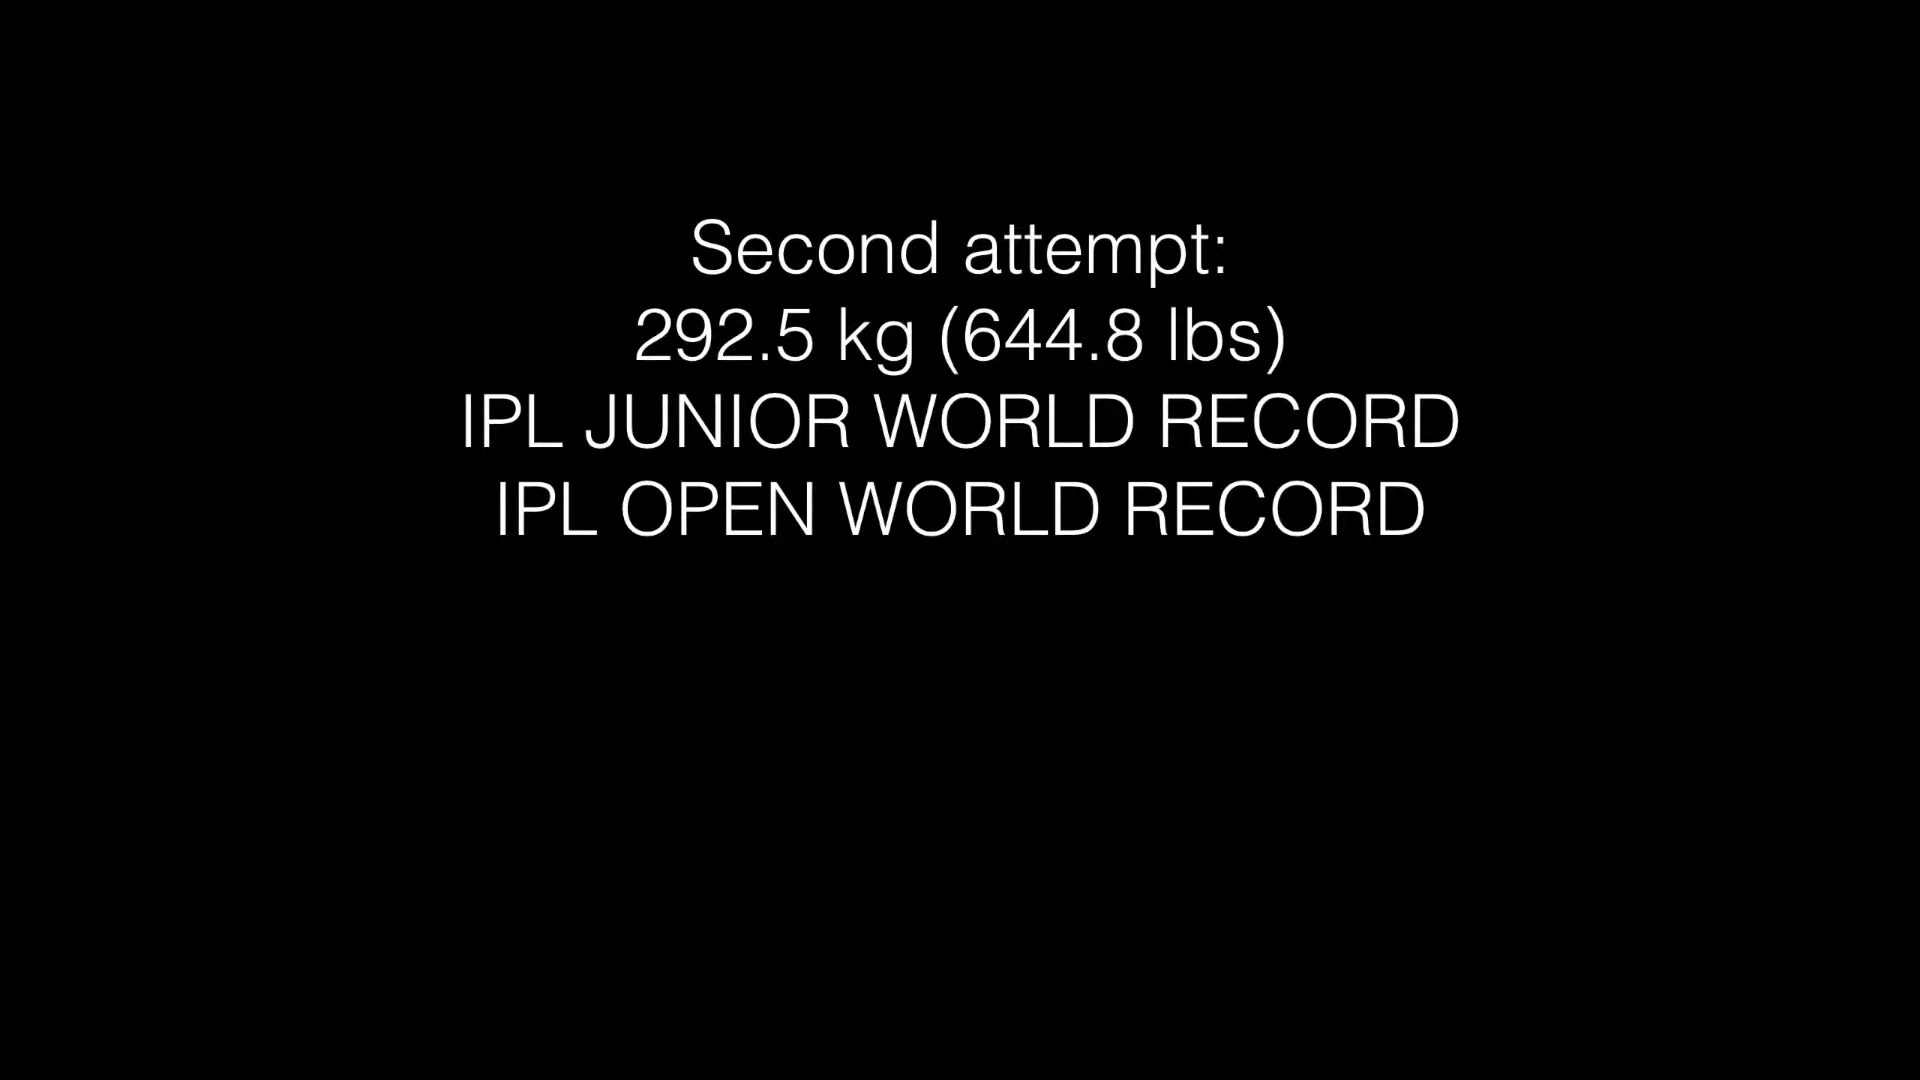 Second attempt:
292.5 kg (644.8 lbs)
IPL JUNIOR WORLD RECORD
IPL OPEN WORLD RECORD